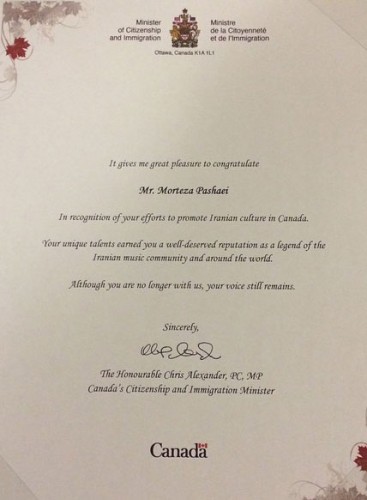 Minister
of Citizenship
and Immigration
Ministre
de la Citoyenneté
et de l'Immigration
Ottawa, Canada K1A 1L1
It gives me great pleasure to congratulate
Mr. Morteza Pashaei
In recognition of your efforts to promote Iranian culture in Canada.
Your unique talents earned you a well-deserved reputation as a legend of the
Iranian music community and around the world.
Although you are no longer with us, your voice still remains.
Sincerely,
The Honourable Chris Alexander, PC, MP
Canada's Citizenship and Immigration Minister
Canada